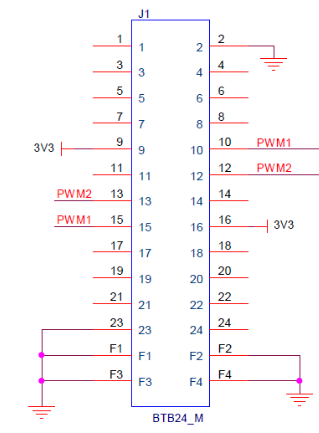 J1
1 1 2 2
3 3 4 4
5 5 6 6
7 7 8 8
3V3 9 9 10 10 PWM1
11 11 12 12 PWM2
PWM2 13 13 14 14
PWM1 15 15 16 16 3V3
17 17 18 18
19 19 20 20
21 21 22 22
23 23 24 24
F1 F1 F2 F2
F3 F3 F4 F4
BTB24_M